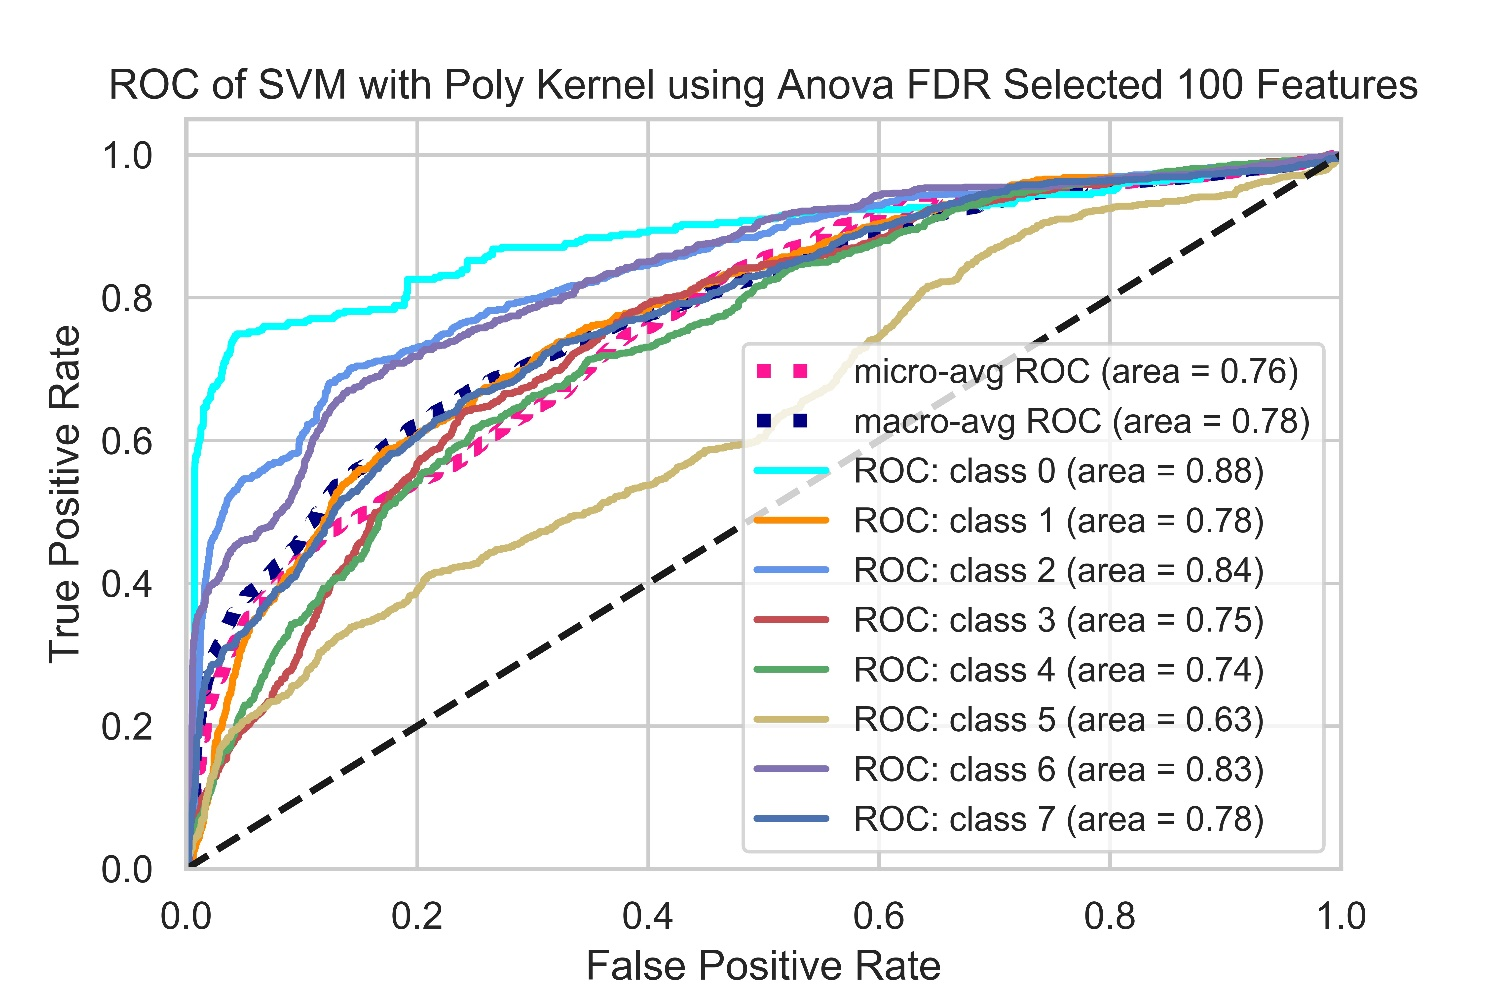 ROC of SVM with Poly Kernel using Anova FDR Selected 100 Features
1.0
0.8
0.6
0.4
0.2
0.0
True Positive Rate
micro-avg ROC (area = 0.76)
macro-avg ROC (area = 0.78)
ROC: class 0 (area = 0.88)
ROC: class 1 (area = 0.78)
ROC: class 2 (area = 0.84)
ROC: class 3 (area = 0.75)
ROC: class 4 (area = 0.74)
ROC: class 5 (area = 0.63)
ROC: class 6 (area = 0.83)
ROC: class 7 (area = 0.78)
0.0 0.2 0.4 0.6 0.8 1.0
False Positive Rate